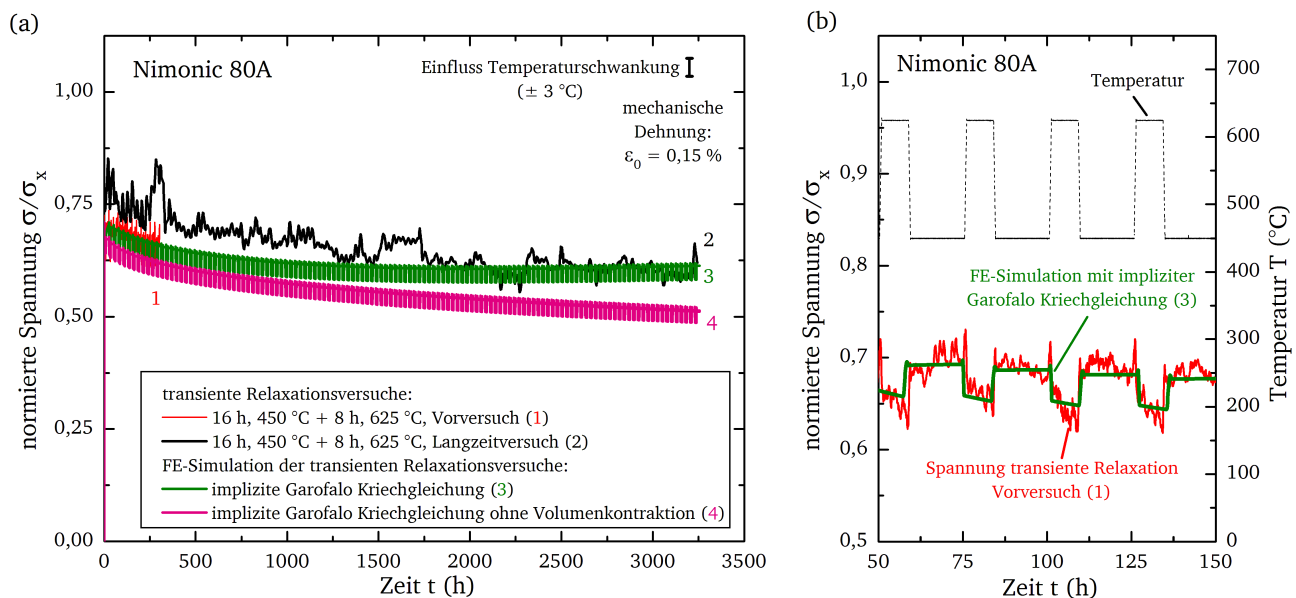 (a)
Nimonic 80A
Einfluss Temperaturschwankung
(± 3 °C)
mechanische
Dehnung:
ε0 = 0,15 %
1,00
0,75
0,50
0,25
0,00
normierte Spannung σ/σx
1
2
3
4
transiente Relaxationsversuche:
16 h, 450 °C + 8 h, 625 °C, Vorversuch (1)
16 h, 450 °C + 8 h, 625 °C, Langzeitversuch (2)
FE-Simulation der transienten Relaxationsversuche:
implizite Garofalo Kriechgleichung (3)
implizite Garofalo Kriechgleichung ohne Volumenkontraktion (4)
0 500 1000 1500 2000 2500 3000 3500
Zeit t (h)
(b)
Nimonic 80A
Temperatur
1,0
0,9
0,8
0,7
0,6
0,5
normierte Spannung σ/σx
FE-Simulation mit impliziter
Garofalo Kriechgleichung (3)
Spannung transiente Relaxation
Vorversuch (1)
700
600
500
400
300
200
100
0
Temperatur T (°C)
50 75 100 125 150
Zeit t (h)